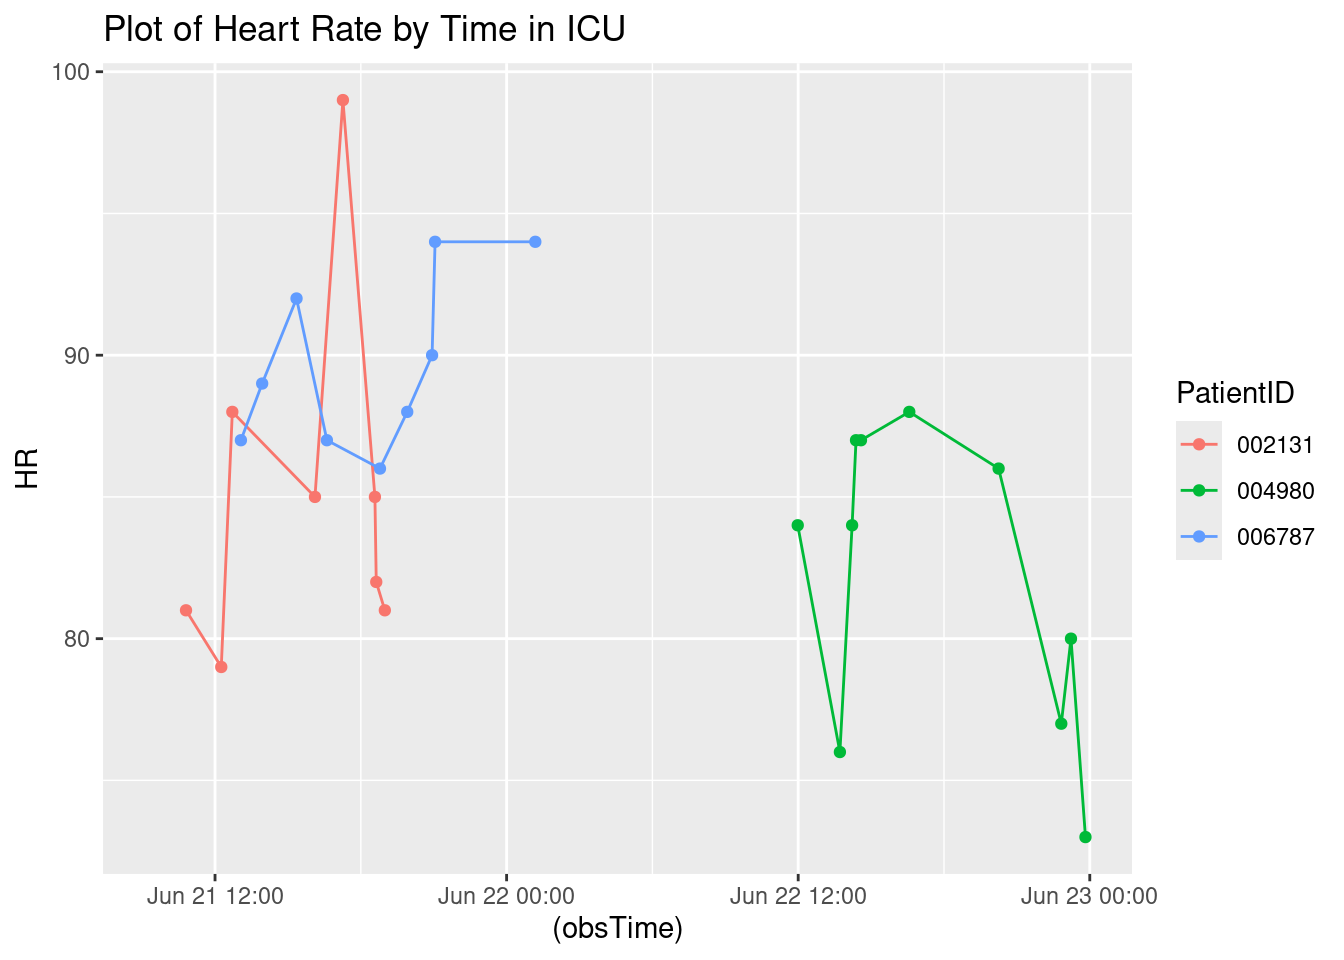 Plot of Heart Rate by Time in ICU
100
90
80
HR
Jun 21 12:00
Jun 22 00:00
Jun 22 12:00
Jun 23 00:00
(obsTime)
PatientID
002131
004980
006787